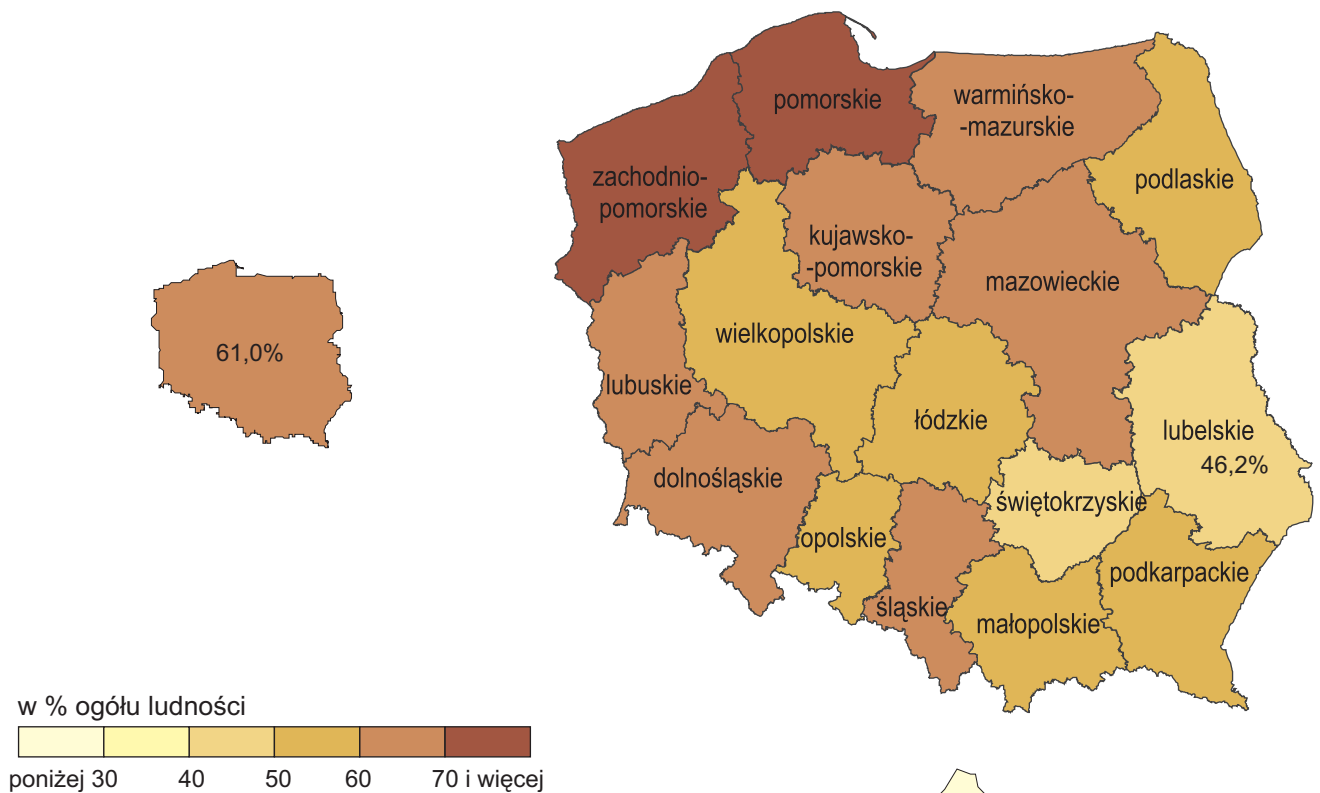 pomorskie
warmińsko-
-mazurskie
podlaskie
zachodnio-
pomorskie
kujawsko-
-pomorskie
mazowieckie
61,0%
wielkopolskie
lubuskie
łódzkie
lubelskie
46,2%
dolnośląskie
świętokrzyskie
opolskie
podkarpackie
śląskie
małopolskie
w % ogółu ludności
poniżej 30 40 50 60 70 i więcej